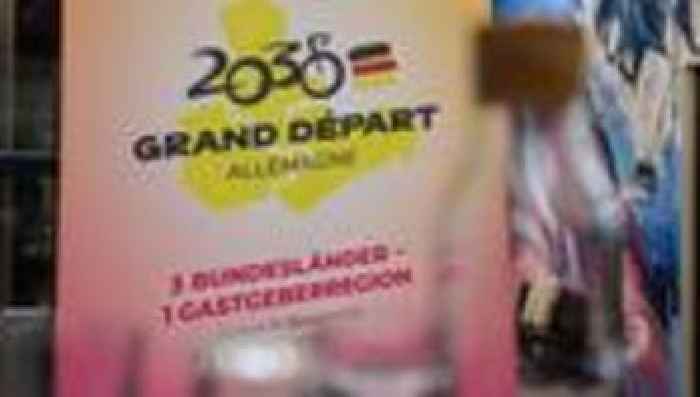 2030
GRAND DÉPART
ALLEMAGNE
3 BUNDESLÄNDER –
1 GASTGEBERREGION